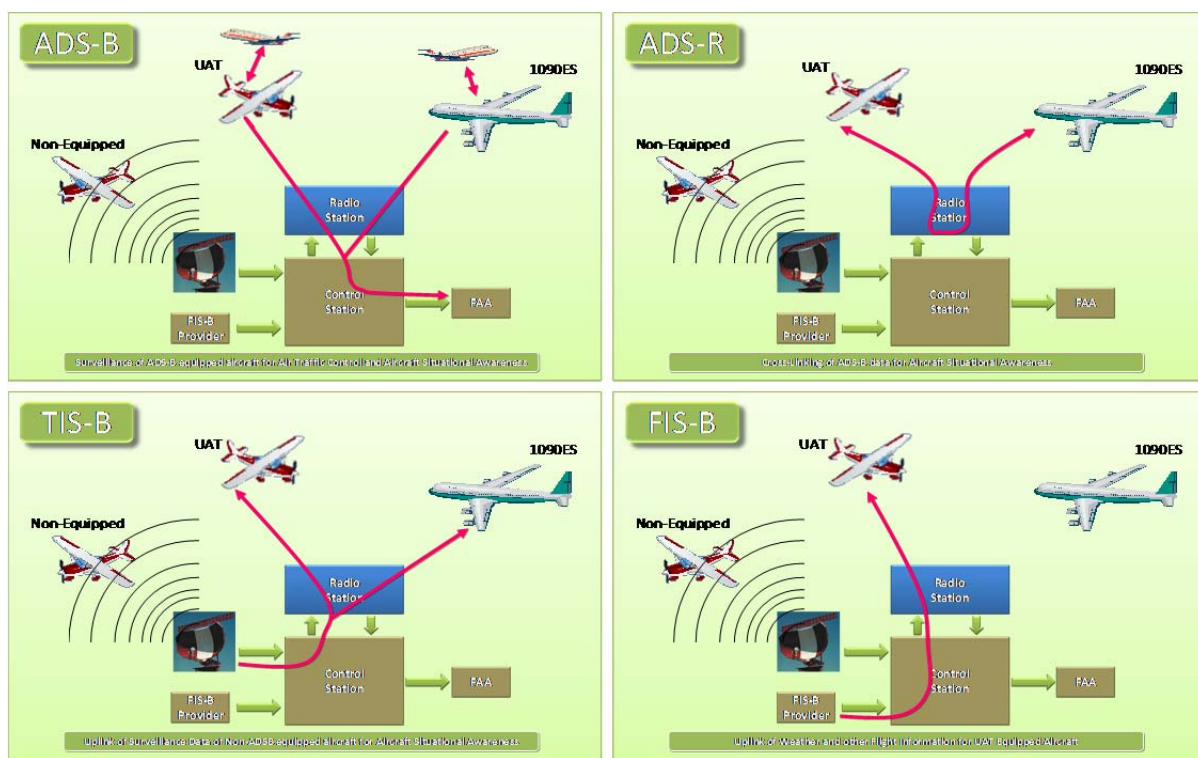 ADS-B
UAT
1090ES
Non-Equipped
Radio
Station
Control
Station
FAA
FIS-B
Provider
Surveillance of ADS-B equipped aircraft for Air Traffic Control and Aircraft Situational Awareness
ADS-R
UAT
1090ES
Non-Equipped
Radio
Station
Control
Station
FAA
FIS-B
Provider
Cross-Linking of ADS-B data for Aircraft Situational Awareness
TIS-B
UAT
1090ES
Non-Equipped
Radio
Station
Control
Station
FAA
FIS-B
Provider
Uplink of Surveillance Data of Non-ADSB equipped aircraft for Aircraft Situational Awareness
FIS-B
UAT
1090ES
Non-Equipped
Radio
Station
Control
Station
FAA
FIS-B
Provider
Uplink of Weather and other Flight Information for UAT Equipped Aircraft